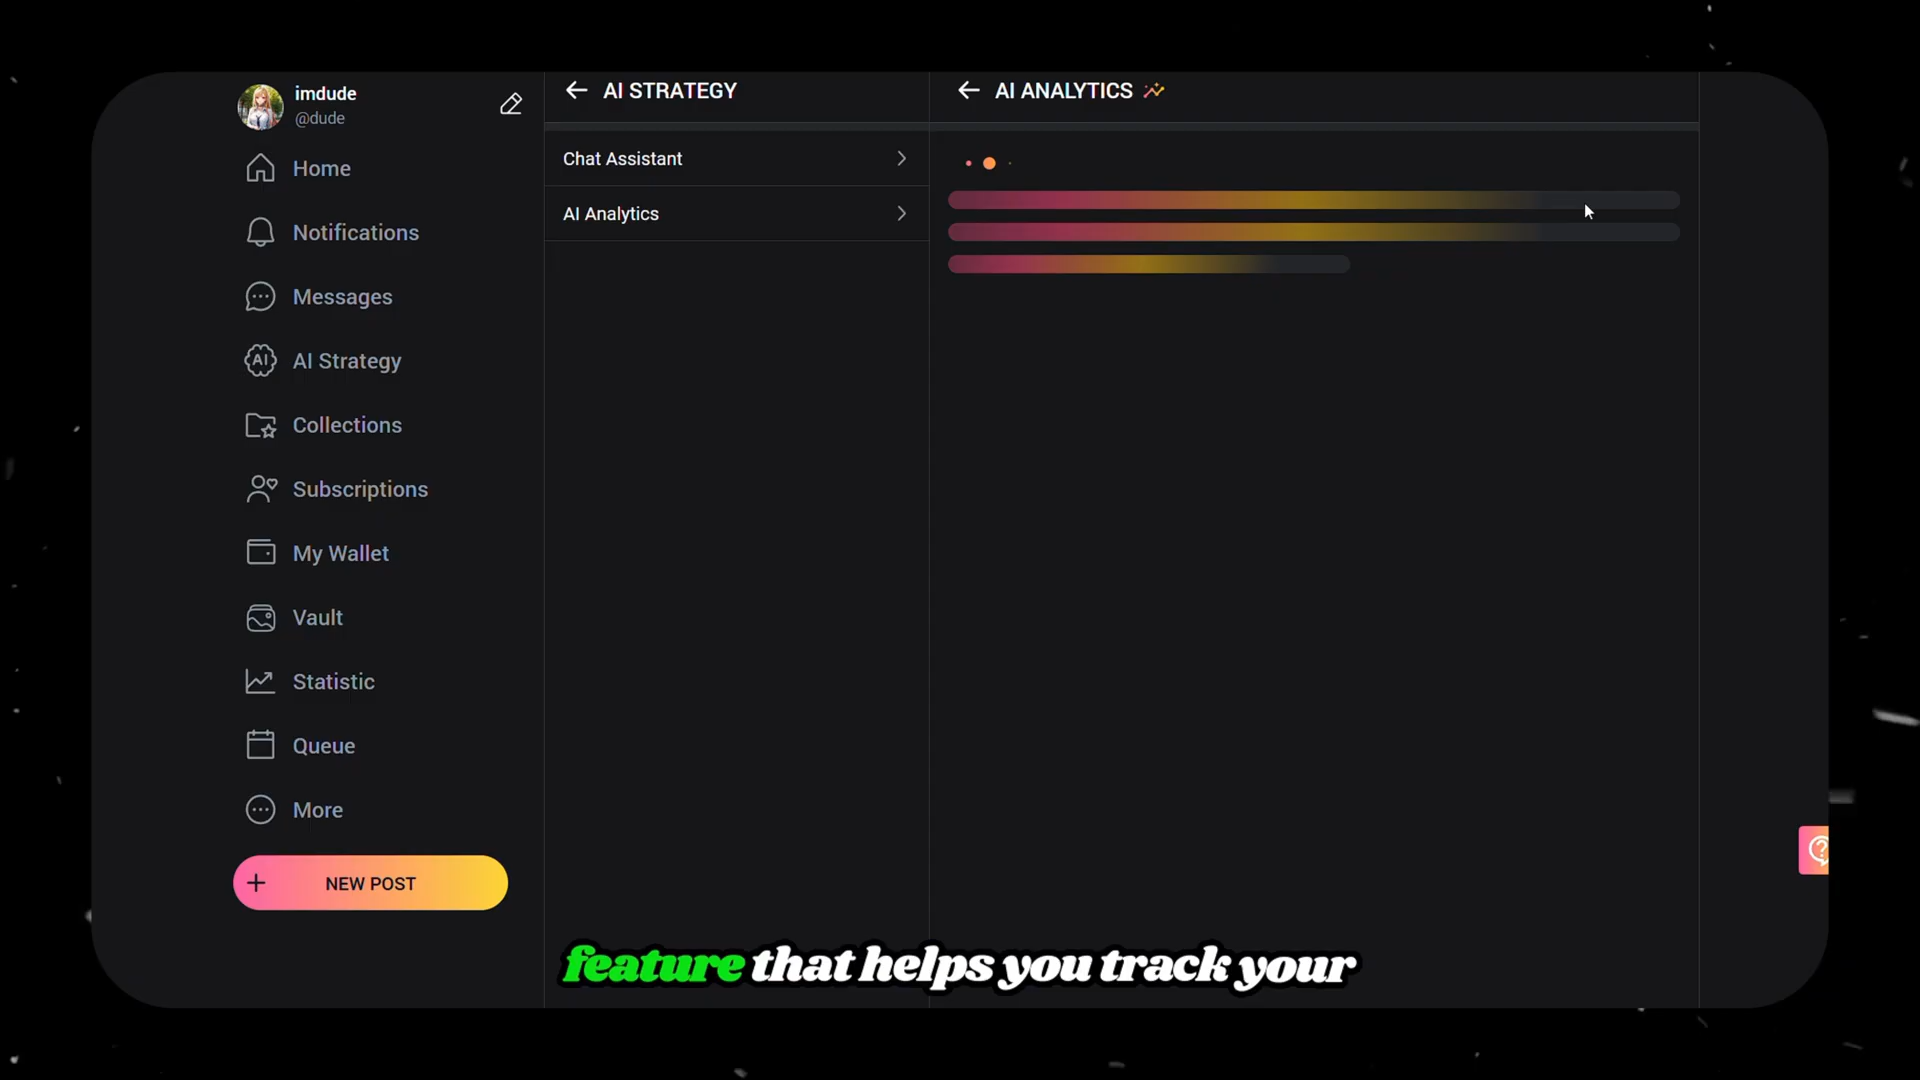 imdude
@dude
Home
Notifications
Messages
AI Strategy
Collections
Subscriptions
My Wallet
Vault
Statistic
Queue
More
NEW POST
AI STRATEGY
Chat Assistant
AI Analytics
AI ANALYTICS
feature that helps you track your